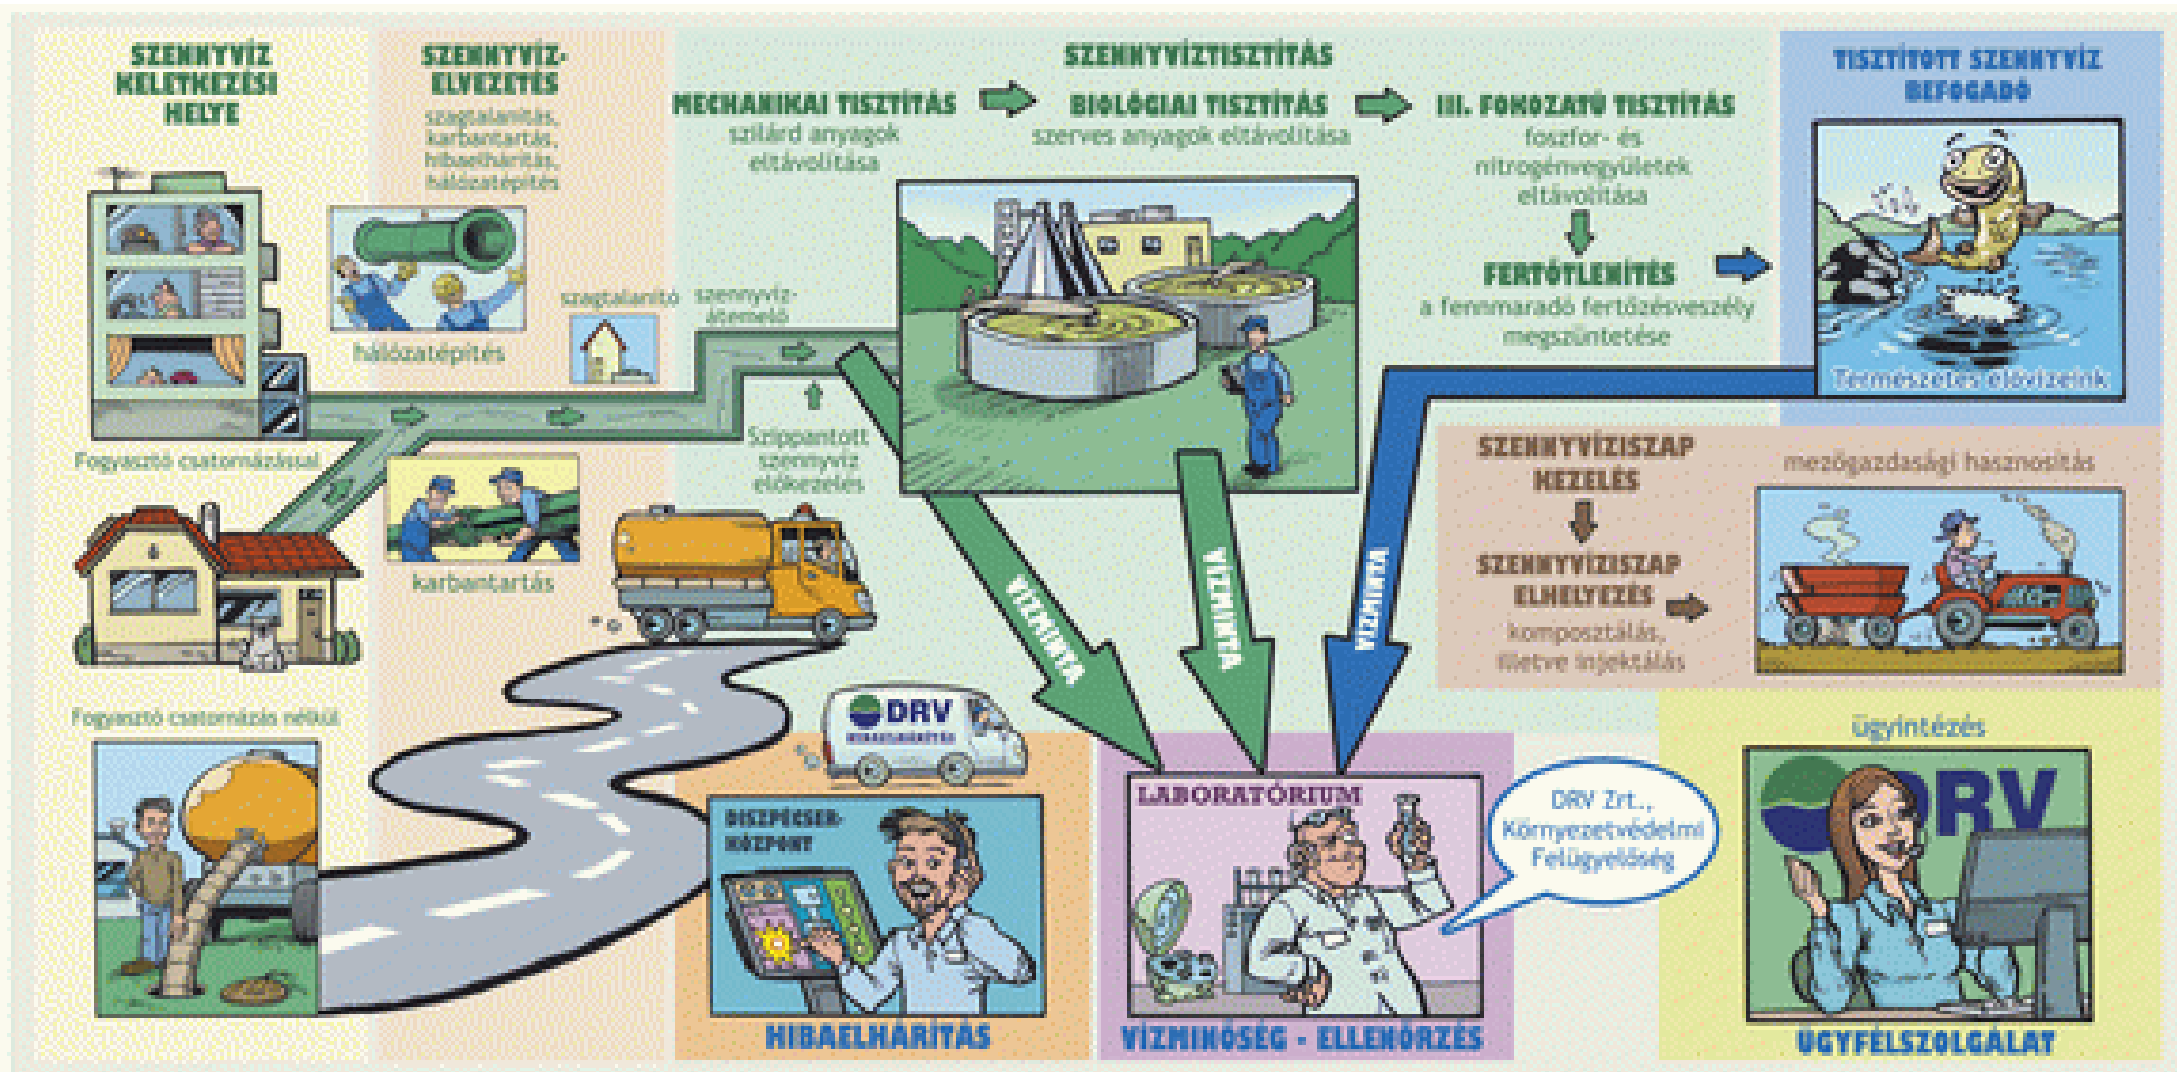 SZENNYVÍZ
KELETKEZÉSI
HELYE
SZENNYVÍZ-
ELVEZETÉS
szagtalanítás,
karbantartás,
hibaelhárítás,
hálózatépítés
SZENNYVÍZTISZTÍTÁS
MECHANIKAI TISZTÍTÁS
szilárd anyagok
eltávolítása
BIOLÓGIAI TISZTÍTÁS
szerves anyagok eltávolítása
III. FOKOZATÚ TISZTÍTÁS
foszfor- és
nitrogénvegyületek
eltávolítása
FERTŐTLENÍTÉS
a fennmaradó fertőzésveszély
megszüntetése
TISZTÍTOTT SZENNYVÍZ
BEFOGADÓ
Természetes élővizeink
hálózatépítés
szagtalanító
szennyvíz-
átemelő
Fogyasztó csatornázással
Szippantott
szennyvíz
előkezelés
karbantartás
Fogyasztó csatornázás nélkül
VÍZMINTA
VÍZMINTA
VÍZMINTA
SZENNYVÍZISZAP
KEZELÉS
SZENNYVÍZISZAP
ELHELYEZÉS
komposztálás,
illetve injektálás
mezőgazdasági hasznosítás
DRV
HIBAELHÁRÍTÁS
DISZPÉCSER-
KÖZPONT
HIBAELHÁRÍTÁS
LABORATÓRIUM
VÍZMINŐSÉG - ELLENŐRZÉS
DRV Zrt.,
Környezetvédelmi
Felügyelőség
ügyintézés
DRV
ÜGYFÉLSZOLGÁLAT